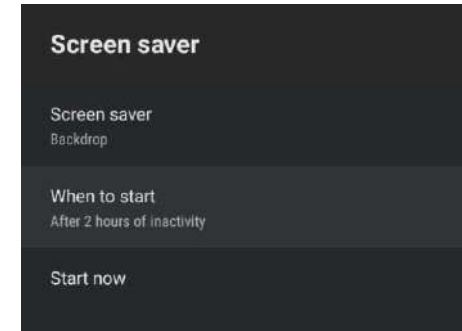 Screen saver
Screen saver
Backdrop
When to start
After 2 hours of inactivity
Start now